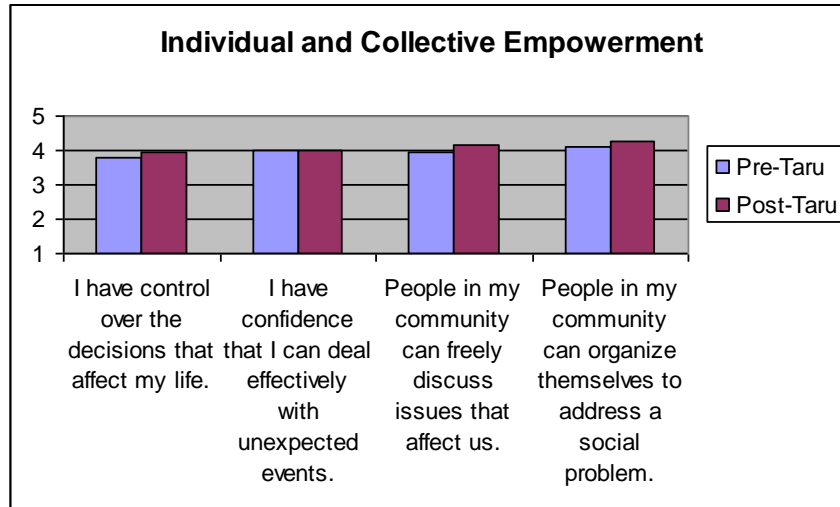 Individual and Collective Empowerment
5
4
3
2
1
I have control
over the
decisions that
affect my life.
I have
confidence
that I can deal
effectively
with
unexpected
events.
People in my
community
can freely
discuss
issues that
affect us.
People in my
community
can organize
themselves to
address a
social
problem.
Pre-Taru
Post-Taru